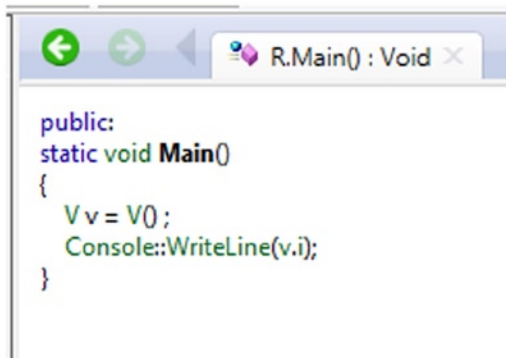 R.Main() : Void
public:
static void Main()
{
V v = V() ;
Console::WriteLine(v.i);
}